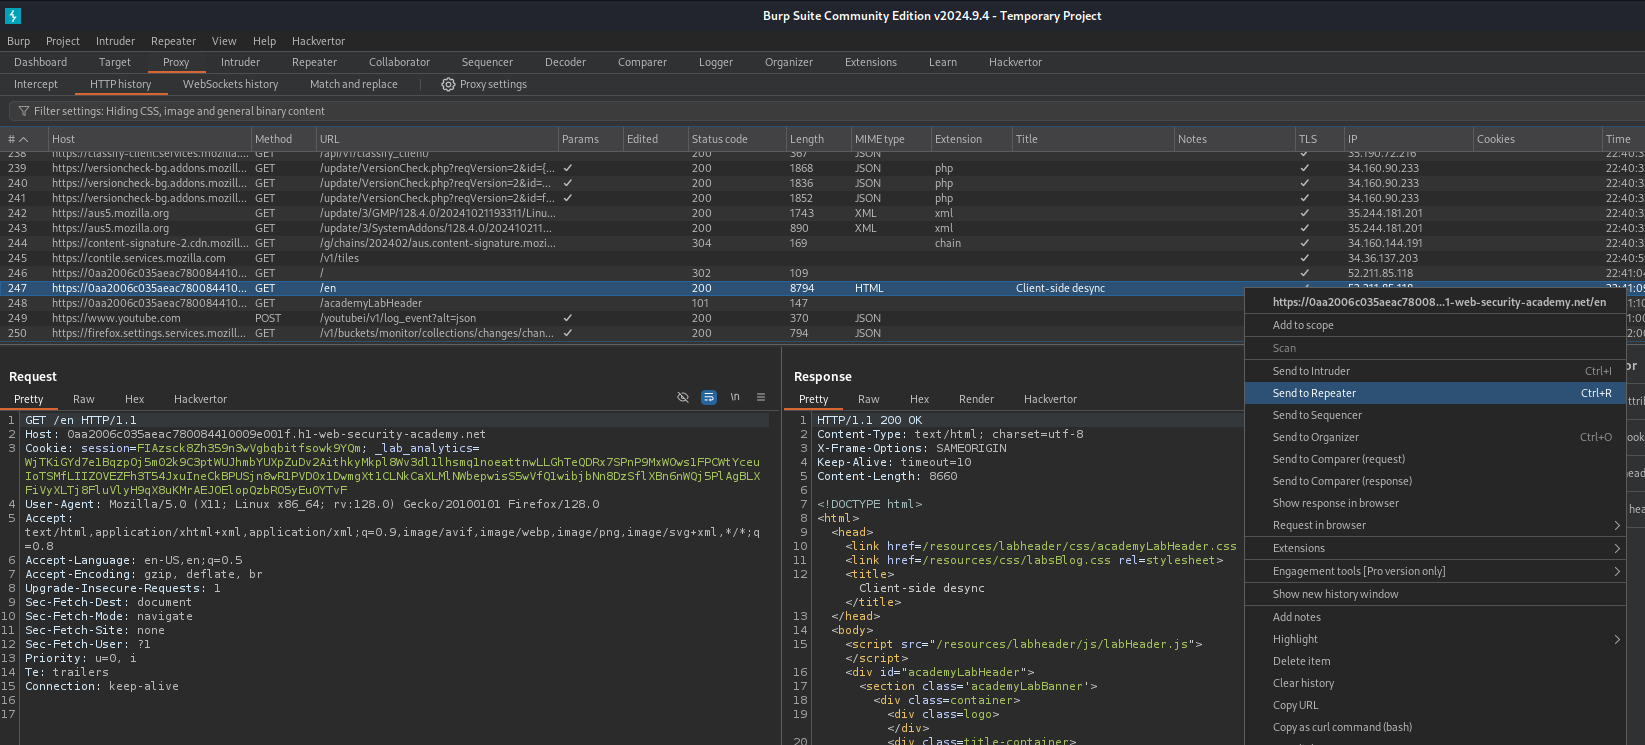 Burp Suite Community Edition v2024.9.4 - Temporary Project
Burp Project Intruder Repeater View Help Hackvertor
Dashboard Target Proxy Intruder Repeater Collaborator Sequencer Decoder Comparer Logger Organizer Extensions Learn Hackvertor
Intercept HTTP history WebSockets history Match and replace Proxy settings
Filter settings: Hiding CSS, image and general binary content
# Host Method URL Params Edited Status code Length MIME type Extension Title Notes TLS IP Cookies Time
238 https://classify-client.services.mozilla.... GET /api/v1/classify_client/ 200 367 JSON ✓ 35.190.72.216 22:40:3
239 https://versioncheck-bg.addons.mozill... GET /update/VersionCheck.php?reqVersion=2&id={... ✓ 200 1868 JSON php ✓ 34.160.90.233 22:40:3
240 https://versioncheck-bg.addons.mozill... GET /update/VersionCheck.php?reqVersion=2&id=... ✓ 200 1836 JSON php ✓ 34.160.90.233 22:40:3
241 https://versioncheck-bg.addons.mozill... GET /update/VersionCheck.php?reqVersion=2&id=f... ✓ 200 1852 JSON php ✓ 34.160.90.233 22:40:3
242 https://aus5.mozilla.org GET /update/3/GMP/128.4.0/20241021193311/Linu... 200 1743 XML xml ✓ 35.244.181.201 22:40:3
243 https://aus5.mozilla.org GET /update/3/SystemAddons/128.4.0/202410211... 200 890 XML xml ✓ 35.244.181.201 22:40:3
244 https://content-signature-2.cdn.mozill... GET /g/chains/202402/aus.content-signature.mozi... 304 169 chain ✓ 34.160.144.191 22:40:3
245 https://contile.services.mozilla.com GET /v1/tiles ✓ 34.36.137.203 22:40:5
246 https://0aa2006c035aeac780084410... GET / 302 109 ✓ 52.211.85.118 22:41:0
247 https://0aa2006c035aeac780084410... GET /en 200 8794 HTML Client-side desync
248 https://0aa2006c035aeac780084410... GET /academyLabHeader 101 147
249 https://www.youtube.com POST /youtubei/v1/log_event?alt=json ✓ 200 370 JSON
250 https://firefox.settings.services.mozill... GET /v1/buckets/monitor/collections/changes/chan... ✓ 200 794 JSON
Request
Pretty Raw Hex Hackvertor \n
1 GET /en HTTP/1.1
2 Host: 0aa2006c035aeac780084410009e001f.h1-web-security-academy.net
3 Cookie: session=FIAzsck8Zh359n3wVgbqbitfsowk9YQm; _lab_analytics=
WjTKiGYd7e1BqzpOj5m02k9C3ptWUJhmbYUXpZuDv2AithkyMkpl8Wv3dl1lhsmq1noeattnwLLGhTeQDRx7SPnP9MxWOws1FPCWtYceu
IoTSMfLIIZOVEZFh3T54JxuIneCkBPUSjn8wR1PVDOx1DwmgXt1CLNkCaXLMlNWbepwisS5wVfQ1wibjbNn8DzSflXBn6nWQj5PlAgBLX
FiVyXLTj8FluVlyH9qX8uKMrAEJOElopQzbR05yEu0YTvF
4 User-Agent: Mozilla/5.0 (X11; Linux x86_64; rv:128.0) Gecko/20100101 Firefox/128.0
5 Accept:
text/html,application/xhtml+xml,application/xml;q=0.9,image/avif,image/webp,image/png,image/svg+xml,*/*;q
=0.8
6 Accept-Language: en-US,en;q=0.5
7 Accept-Encoding: gzip, deflate, br
8 Upgrade-Insecure-Requests: 1
9 Sec-Fetch-Dest: document
10 Sec-Fetch-Mode: navigate
11 Sec-Fetch-Site: none
12 Sec-Fetch-User: ?1
13 Priority: u=0, i
14 Te: trailers
15 Connection: keep-alive
16
17
Response
Pretty Raw Hex Render Hackvertor
1 HTTP/1.1 200 OK
2 Content-Type: text/html; charset=utf-8
3 X-Frame-Options: SAMEORIGIN
4 Keep-Alive: timeout=10
5 Content-Length: 8660
6
7 <!DOCTYPE html>
8 <html>
9 <head>
10 <link href=/resources/labheader/css/academyLabHeader.css
11 <link href=/resources/css/labsBlog.css rel=stylesheet>
12 <title>
Client-side desync
</title>
13 </head>
14 <body>
15 <script src="/resources/labheader/js/labHeader.js">
</script>
16 <div id="academyLabHeader">
17 <section class='academyLabBanner'>
18 <div class=container>
19 <div class=logo>
</div>
20 <div class=title-container>
https://0aa2006c035aeac78008...1-web-security-academy.net/en
Add to scope
Scan
Send to Intruder Ctrl+I
Send to Repeater Ctrl+R
Send to Sequencer
Send to Organizer Ctrl+O
Send to Comparer (request)
Send to Comparer (response)
Show response in browser
Request in browser
Extensions
Engagement tools [Pro version only]
Show new history window
Add notes
Highlight
Delete item
Clear history
Copy URL
Copy as curl command (bash)